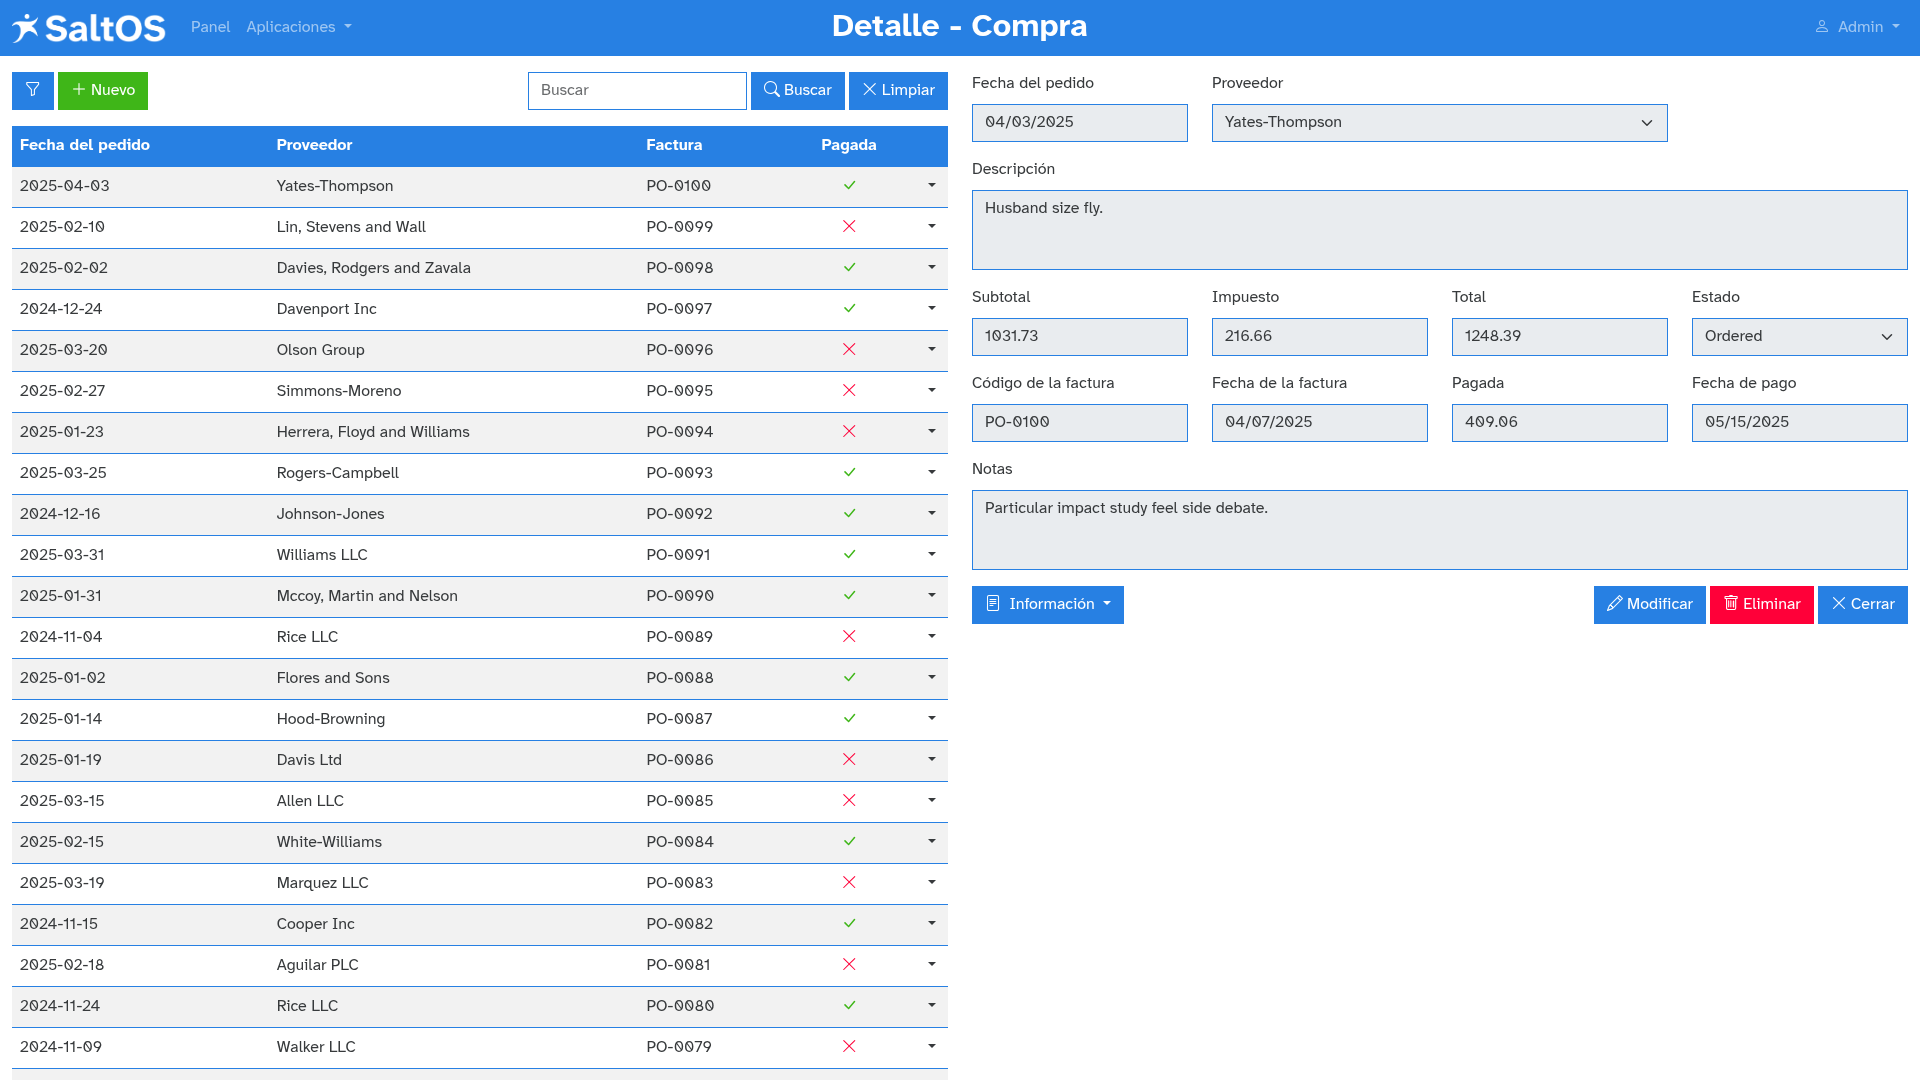 SaltOS Panel Aplicaciones Detalle - Compra Admin
Nuevo Buscar Buscar Limpiar
Fecha del pedido Proveedor Factura Pagada
2025-04-03 Yates-Thompson PO-0100
2025-02-10 Lin, Stevens and Wall PO-0099
2025-02-02 Davies, Rodgers and Zavala PO-0098
2024-12-24 Davenport Inc PO-0097
2025-03-20 Olson Group PO-0096
2025-02-27 Simmons-Moreno PO-0095
2025-01-23 Herrera, Floyd and Williams PO-0094
2025-03-25 Rogers-Campbell PO-0093
2024-12-16 Johnson-Jones PO-0092
2025-03-31 Williams LLC PO-0091
2025-01-31 Mccoy, Martin and Nelson PO-0090
2024-11-04 Rice LLC PO-0089
2025-01-02 Flores and Sons PO-0088
2025-01-14 Hood-Browning PO-0087
2025-01-19 Davis Ltd PO-0086
2025-03-15 Allen LLC PO-0085
2025-02-15 White-Williams PO-0084
2025-03-19 Marquez LLC PO-0083
2024-11-15 Cooper Inc PO-0082
2025-02-18 Aguilar PLC PO-0081
2024-11-24 Rice LLC PO-0080
2024-11-09 Walker LLC PO-0079
Fecha del pedido Proveedor
04/03/2025 Yates-Thompson
Descripción
Husband size fly.
Subtotal Impuesto Total Estado
1031.73 216.66 1248.39 Ordered
Código de la factura Fecha de la factura Pagada Fecha de pago
PO-0100 04/07/2025 409.06 05/15/2025
Notas
Particular impact study feel side debate.
Información Modificar Eliminar Cerrar